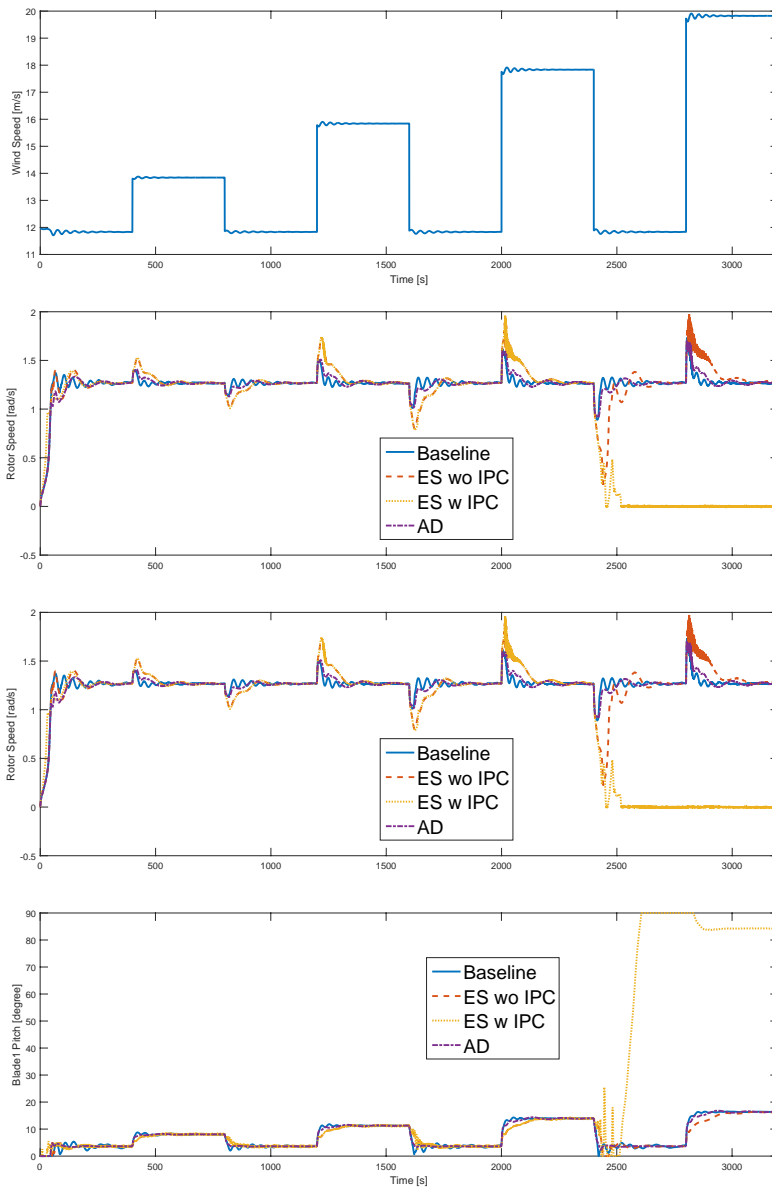 20
19
18
17
16
15
14
13
12
11
Wind Speed [m/s]
0 500 1000 1500 2000 2500 3000
Time [s]
2
1.5
1
0.5
0
-0.5
Rotor Speed [rad/s]
Baseline
ES wo IPC
ES w IPC
AD
0 500 1000 1500 2000 2500 3000
2
1.5
1
0.5
0
-0.5
Rotor Speed [rad/s]
Baseline
ES wo IPC
ES w IPC
AD
0 500 1000 1500 2000 2500 3000
90
80
70
60
50
40
30
20
10
0
Blade1 Pitch [degree]
Baseline
ES wo IPC
ES w IPC
AD
0 500 1000 1500 2000 2500 3000
Time [s]